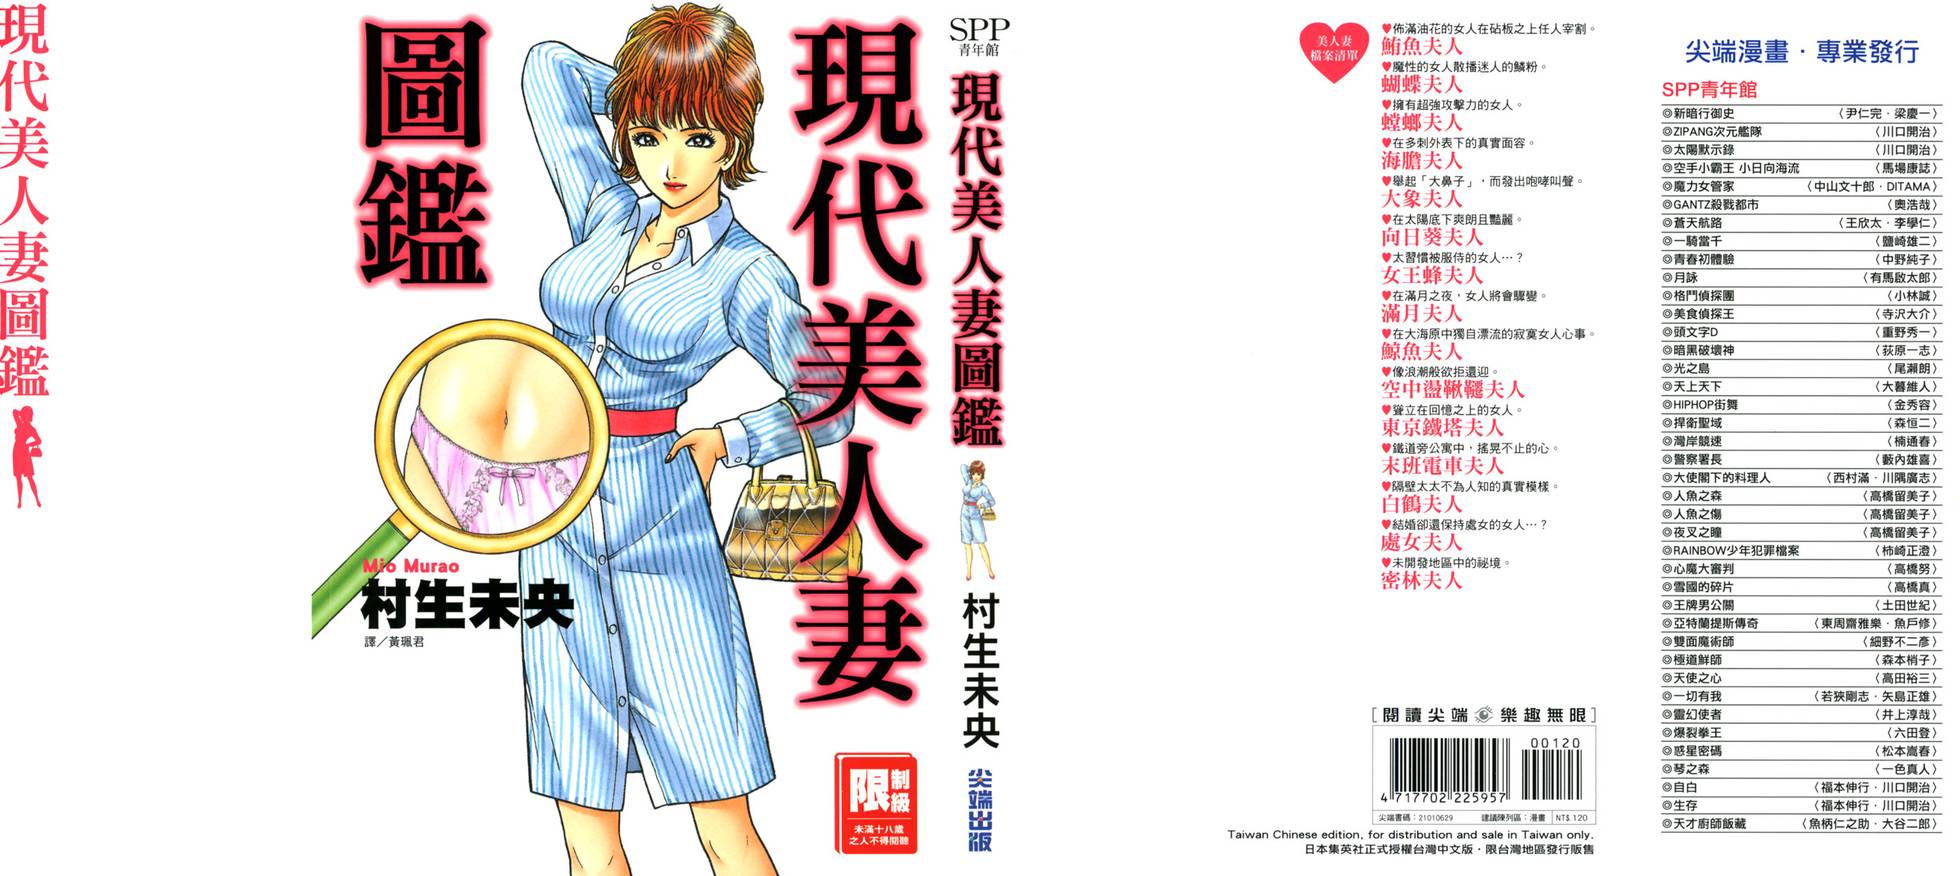 現代美人妻圖鑑
現代美人妻
圖鑑
Mio Murao
村生未央
譯／黃珮君
限制級
未滿十八歲
之人不得閱聽
SPP
青年館
現代美人妻圖鑑
村生未央
尖端出版
美人妻
檔案清單
♥佈滿油花的女人在砧板之上任人宰割。
鮪魚夫人
♥魔性的女人散播迷人的鱗粉。
蝴蝶夫人
♥擁有超強攻擊力的女人。
螳螂夫人
♥在多刺外表下的真實面容。
海膽夫人
♥舉起「大鼻子」，而發出咆哮叫聲。
大象夫人
♥在太陽底下爽朗且豔麗。
向日葵夫人
♥太習慣被服侍的女人…？
女王蜂夫人
♥在滿月之夜，女人將會驟變。
滿月夫人
♥在大海原中獨自漂流的寂寞女人心事。
鯨魚夫人
♥像浪潮般欲拒還迎。
空中盪鞦韆夫人
♥聳立在回憶之上的女人。
東京鐵塔夫人
♥鐵道旁公寓中，搖晃不止的心。
末班電車夫人
♥隔壁太太不為人知的真實模樣。
白鶴夫人
♥結婚卻還保持處女的女人…？
處女夫人
♥未開發地區中的祕境。
密林夫人
[閱讀尖端 樂趣無限]
00120
4 717702 225957
尖端書碼：21010629 建議陳列區：漫畫 NT$.120
Taiwan Chinese edition, for distribution and sale in Taiwan only.
日本集英社正式授權台灣中文版‧限台灣地區發行販售
尖端漫畫‧專業發行
SPP青年館
◎新暗行御史 〈尹仁完‧梁慶一〉
◎ZIPANG次元艦隊 〈川口開治〉
◎太陽默示錄 〈川口開治〉
◎空手小霸王 小日向海流 〈馬場康誌〉
◎魔力女管家 〈中山文十郎‧DITAMA〉
◎GANTZ殺戮都市 〈奧浩哉〉
◎蒼天航路 〈王欣太‧李學仁〉
◎一騎當千 〈鹽崎雄二〉
◎青春初體驗 〈中野純子〉
◎月詠 〈有馬啟太郎〉
◎格鬥偵探團 〈小林誠〉
◎美食偵探王 〈寺沢大介〉
◎頭文字D 〈重野秀一〉
◎暗黑破壞神 〈荻原一志〉
◎光之島 〈尾瀨朗〉
◎天上天下 〈大暮維人〉
◎HIPHOP街舞 〈金秀容〉
◎捍衛聖域 〈森恒二〉
◎灣岸競速 〈楠通春〉
◎警察署長 〈藪內雄喜〉
◎大使閣下的料理人 〈西村滿‧川隅廣志〉
◎人魚之森 〈高橋留美子〉
◎人魚之傷 〈高橋留美子〉
◎夜叉之瞳 〈高橋留美子〉
◎RAINBOW少年犯罪檔案 〈柿崎正澄〉
◎心魔大審判 〈高橋努〉
◎雪國的碎片 〈高橋真〉
◎王牌男公關 〈土田世紀〉
◎亞特蘭提斯傳奇 〈東周齋雅樂‧魚戶修〉
◎雙面魔術師 〈細野不二彥〉
◎極道鮮師 〈森本梢子〉
◎天使之心 〈高田裕三〉
◎一切有我 〈若狹剛志‧矢島正雄〉
◎靈幻使者 〈井上淳哉〉
◎爆裂拳王 〈六田登〉
◎惑星密碼 〈松本嵩春〉
◎琴之森 〈一色真人〉
◎自白 〈福本伸行‧川口開治〉
◎生存 〈福本伸行‧川口開治〉
◎天才廚師飯藏 〈魚柄仁之助‧大谷二郎〉